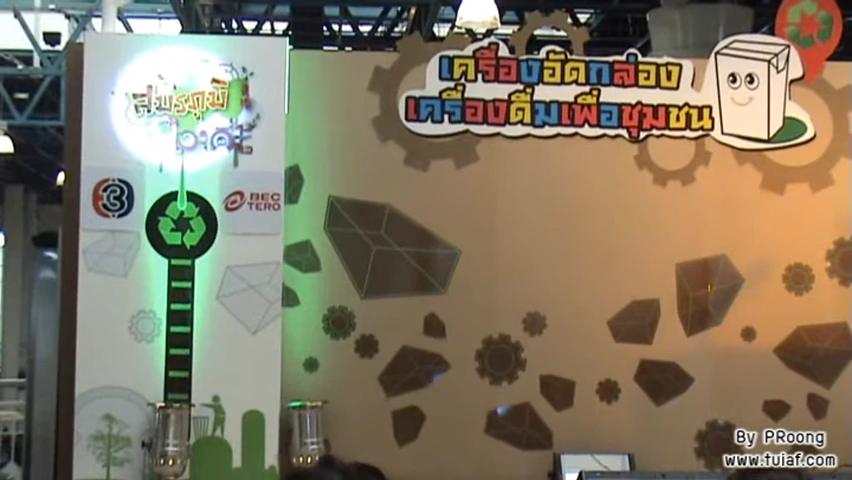 เครื่องอัดกล่อง
เครื่องดื่มเพื่อชุมชน
3
BEC
TERO
By PRoong
www.tuiaf.com